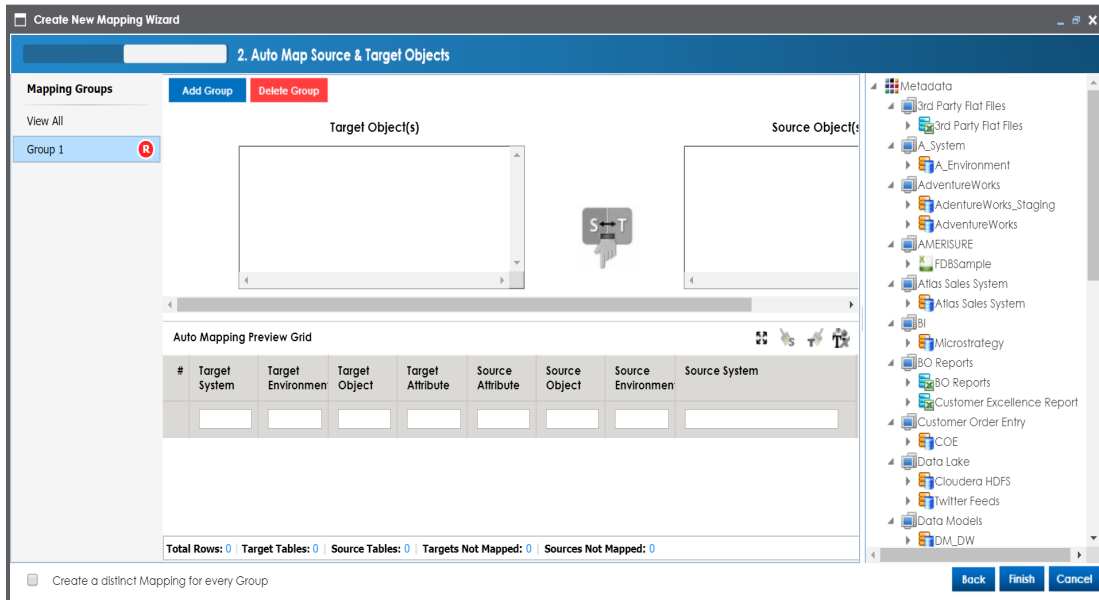 Create New Mapping Wizard
2. Auto Map Source & Target Objects
Mapping Groups
View All
Group 1
R
Add Group
Delete Group
Target Object(s)
Source Object(s
S T
Auto Mapping Preview Grid
S T T
# Target System Target Environmen Target Object Target Attribute Source Attribute Source Object Source Environmen Source System
Total Rows: 0 | Target Tables: 0 | Source Tables: 0 | Targets Not Mapped: 0 | Sources Not Mapped: 0
Metadata
3rd Party Flat Files
3rd Party Flat Files
A_System
A_Environment
AdventureWorks
AdentureWorks_Staging
AdventureWorks
AMERISURE
FDBSample
Atlas Sales System
Atlas Sales System
BI
Microstrategy
BO Reports
BO Reports
Customer Excellence Report
Customer Order Entry
COE
Data Lake
Cloudera HDFS
Twitter Feeds
Data Models
DM_DW
Create a distinct Mapping for every Group
Back
Finish
Cancel